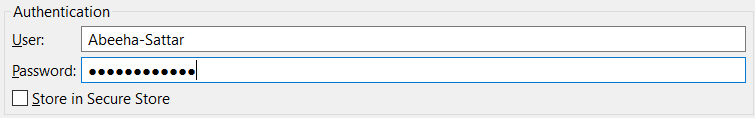 Authentication
User: Abeeha-Sattar
Password: ●●●●●●●●●●●●
Store in Secure Store